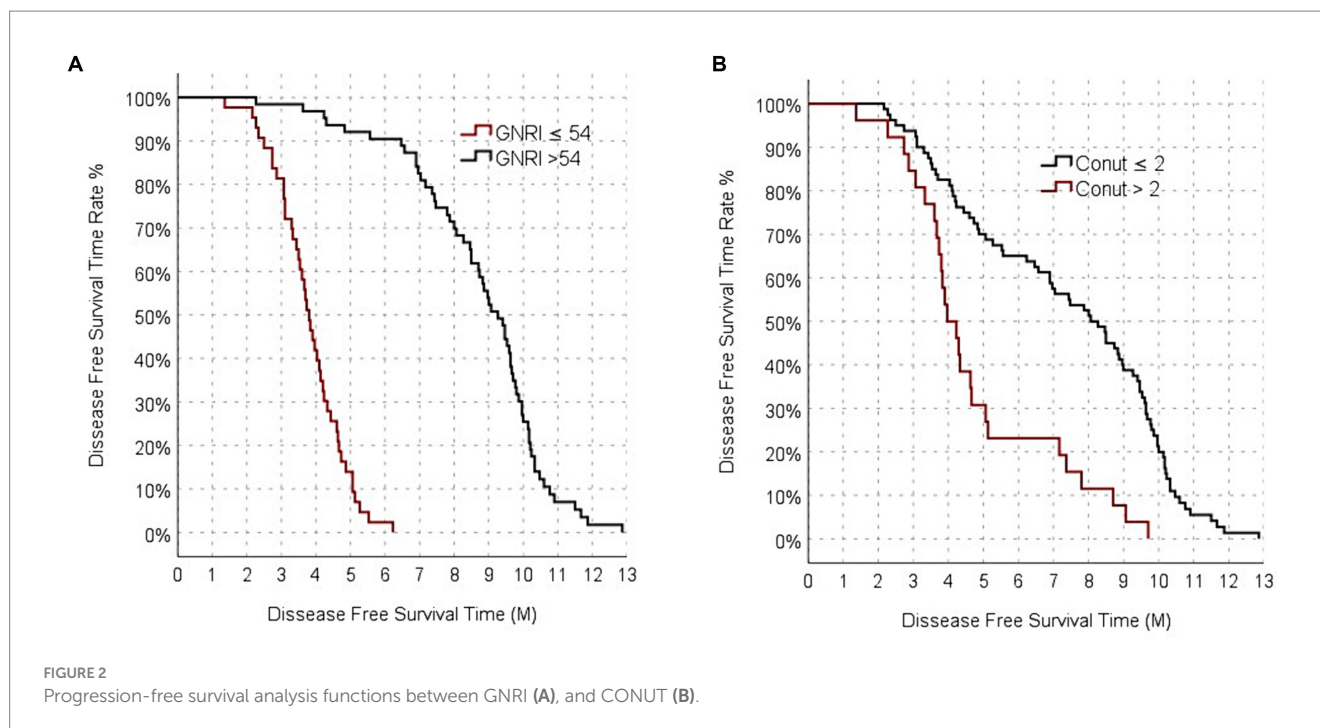 A
100%
90%
80%
70%
60%
50%
40%
30%
20%
10%
0%
Dissease Free Survival Time Rate %
GNRI ≤ 54
GNRI >54
0 1 2 3 4 5 6 7 8 9 10 11 12 13
Dissease Free Survival Time (M)
B
100%
90%
80%
70%
60%
50%
40%
30%
20%
10%
0%
Dissease Free Survival Time Rate %
Conut ≤ 2
Conut > 2
0 1 2 3 4 5 6 7 8 9 10 11 12 13
Dissease Free Survival Time (M)
FIGURE 2
Progression-free survival analysis functions between GNRI (A), and CONUT (B).